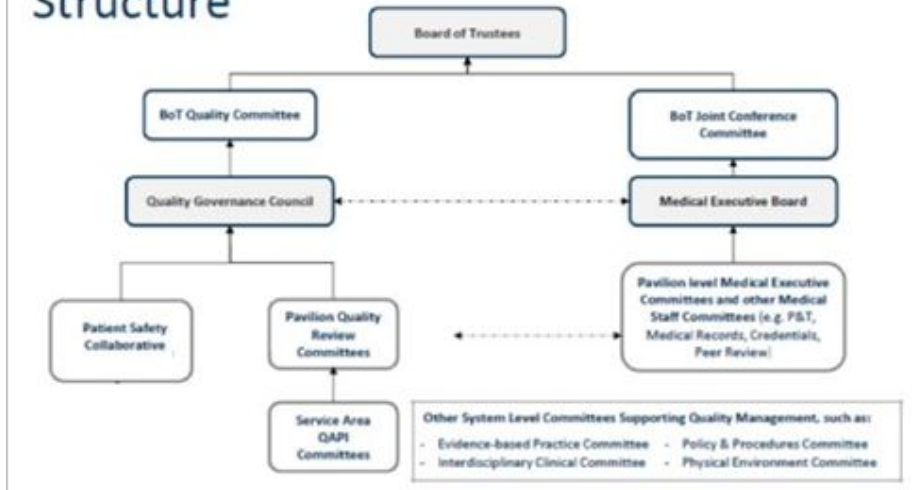 Structure
Board of Trustees
BoT Quality Committee
BoT Joint Conference
Committee
Quality Governance Council
Medical Executive Board
Patient Safety
Collaborative
Pavilion Quality
Review
Committees
Pavilion level Medical Executive
Committees and other Medical
Staff Committees (e.g. P&T,
Medical Records, Credentials,
Peer Review)
Service Area
QAPI
Committees
Other System Level Committees Supporting Quality Management, such as:
- Evidence-based Practice Committee - Policy & Procedures Committee
- Interdisciplinary Clinical Committee - Physical Environment Committee